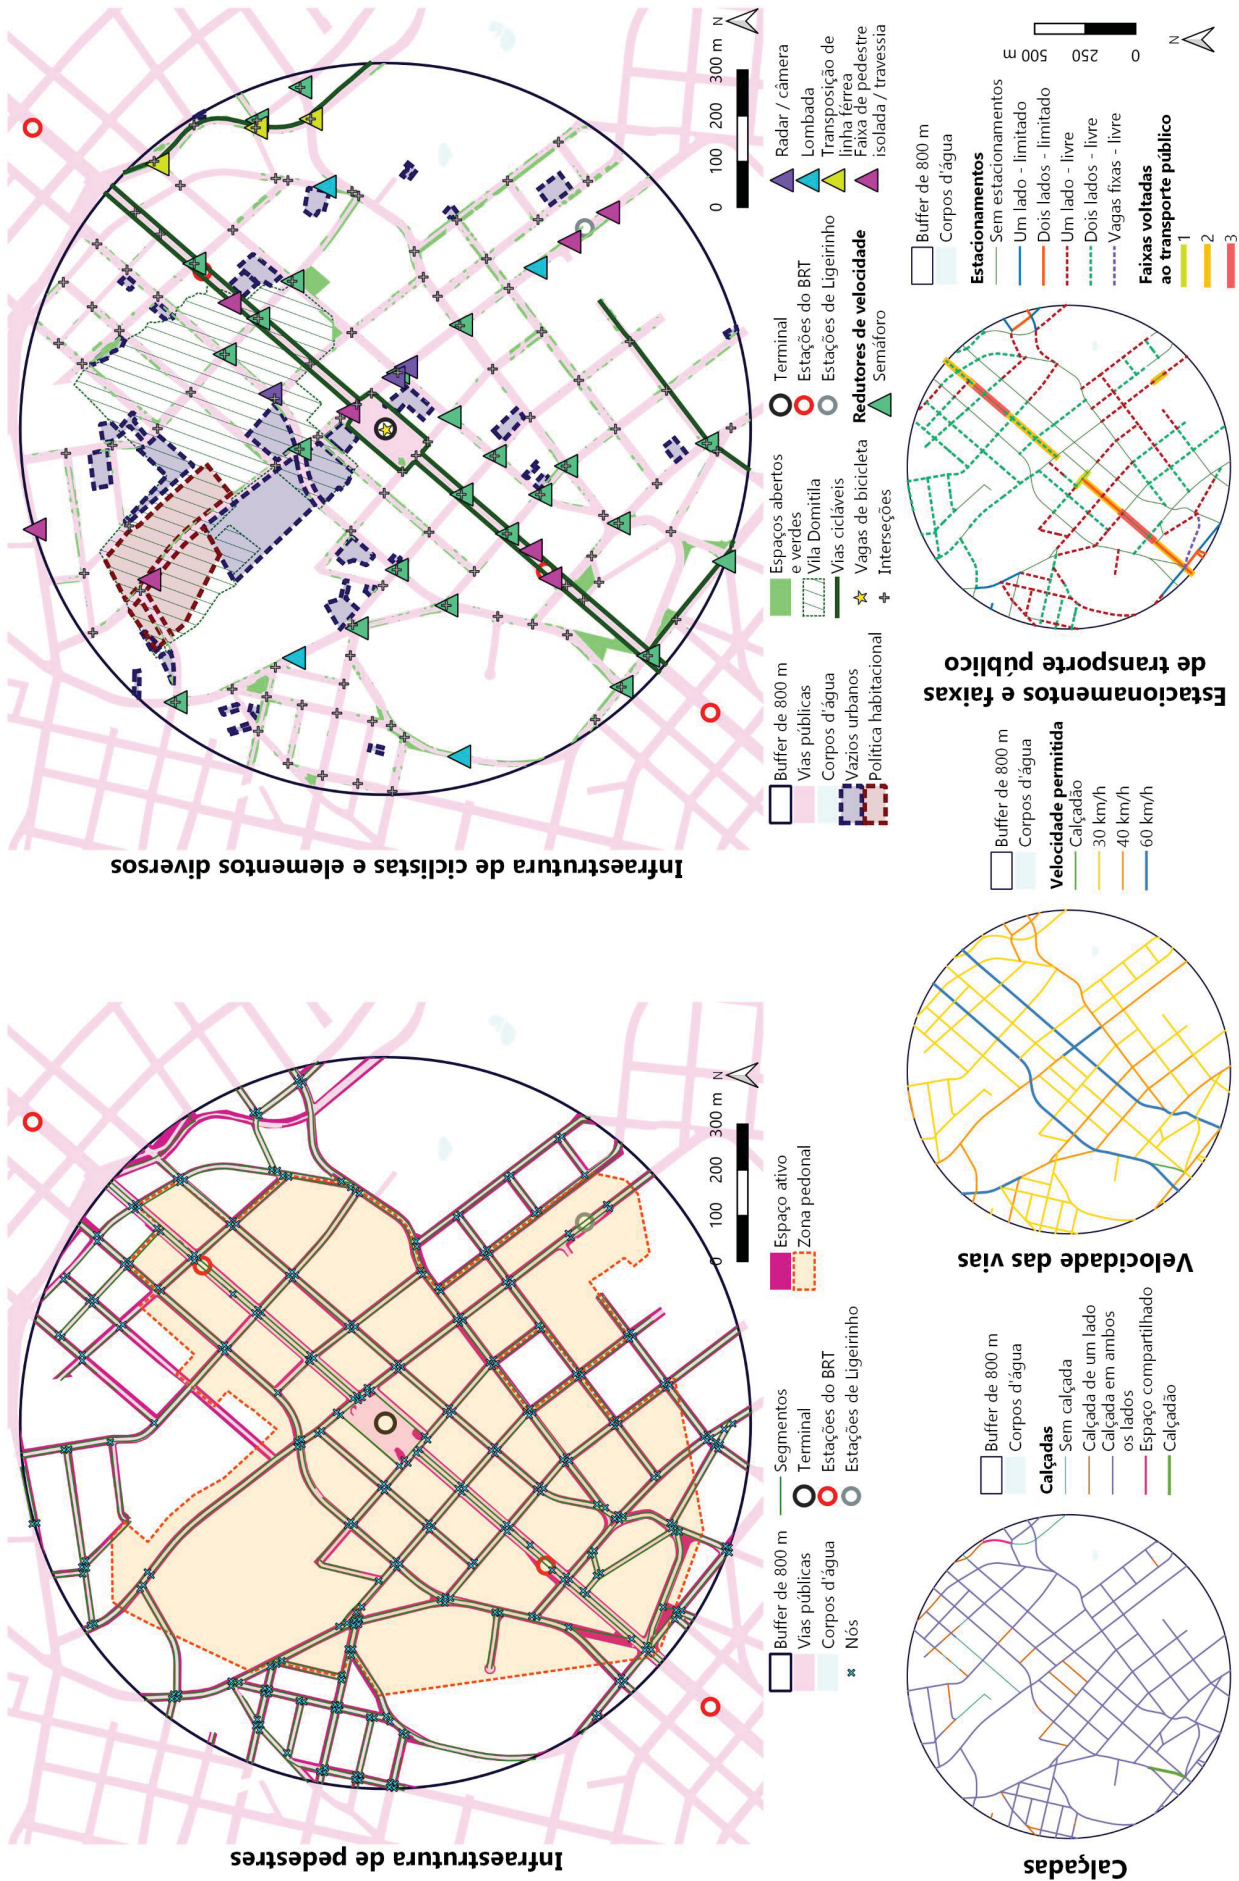 Infraestrutura de pedestres
N
0 100 200 300 m
Buffer de 800 m
Vias públicas
Corpos d'água
Nós
Segmentos
Terminal
Estações do BRT
Estações de Ligeirinho
Espaço ativo
Zona pedonal
Infraestrutura de ciclistas e elementos diversos
N
0 100 200 300 m
Buffer de 800 m
Vias públicas
Corpos d'água
Vazios urbanos
Política habitacional
Espaços abertos
e verdes
Vila Domitila
Vias cicláveis
Vagas de bicicleta
Interseções
Terminal
Estações do BRT
Estações de Ligeirinho
Redutores de velocidade
Semáforo
Radar / câmera
Lombada
Transposição de
linha férrea
Faixa de pedestre
isolada / travessia
Calçadas
Buffer de 800 m
Corpos d'água
Calçadas
Sem calçada
Calçada de um lado
Calçada em ambos
os lados
Espaço compartilhado
Calçadão
Velocidade das vias
Buffer de 800 m
Corpos d'água
Velocidade permitida
Calçadão
30 km/h
40 km/h
60 km/h
Estacionamentos e faixas
de transporte público
Buffer de 800 m
Corpos d'água
Estacionamentos
Sem estacionamentos
Um lado - limitado
Dois lados - limitado
Um lado - livre
Dois lados - livre
Vagas fixas - livre
Faixas voltadas
ao transporte público
1
2
3
N
0 250 500 m